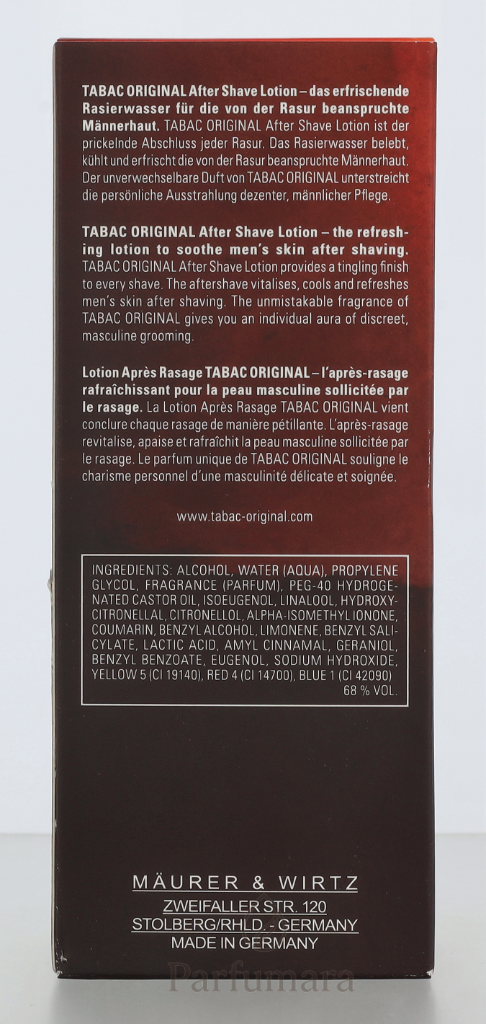 TABAC ORIGINAL After Shave Lotion – das erfrischende
Rasierwasser für die von der Rasur beanspruchte
Männerhaut. TABAC ORIGINAL After Shave Lotion ist der
prickelnde Abschluss jeder Rasur. Das Rasierwasser belebt,
kühlt und erfrischt die von der Rasur beanspruchte Männerhaut.
Der unverwechselbare Duft von TABAC ORIGINAL unterstreicht
die persönliche Ausstrahlung dezenter, männlicher Pflege.
TABAC ORIGINAL After Shave Lotion – the refresh-
ing lotion to soothe men's skin after shaving.
TABAC ORIGINAL After Shave Lotion provides a tingling finish
to every shave. The aftershave vitalises, cools and refreshes
men's skin after shaving. The unmistakable fragrance of
TABAC ORIGINAL gives you an individual aura of discreet,
masculine grooming.
Lotion Après Rasage TABAC ORIGINAL – l'après-rasage
rafraîchissant pour la peau masculine sollicitée par
le rasage. La Lotion Après Rasage TABAC ORIGINAL vient
conclure chaque rasage de manière pétillante. L'après-rasage
revitalise, apaise et rafraîchit la peau masculine sollicitée par
le rasage. Le parfum unique de TABAC ORIGINAL souligne le
charisme personnel d'une masculinité délicate et soignée.
www.tabac-original.com
INGREDIENTS: ALCOHOL, WATER (AQUA), PROPYLENE
GLYCOL, FRAGRANCE (PARFUM), PEG-40 HYDROGE-
NATED CASTOR OIL, ISOEUGENOL, LINALOOL, HYDROXY-
CITRONELLAL, CITRONELLOL, ALPHA-ISOMETHYL IONONE,
COUMARIN, BENZYL ALCOHOL, LIMONENE, BENZYL SALI-
CYLATE, LACTIC ACID, AMYL CINNAMAL, GERANIOL,
BENZYL BENZOATE, EUGENOL, SODIUM HYDROXIDE,
YELLOW 5 (CI 19140), RED 4 (CI 14700), BLUE 1 (CI 42090)
68 % VOL.
MÄURER & WIRTZ
ZWEIFALLER STR. 120
STOLBERG/RHLD. - GERMANY
MADE IN GERMANY
Parfumara